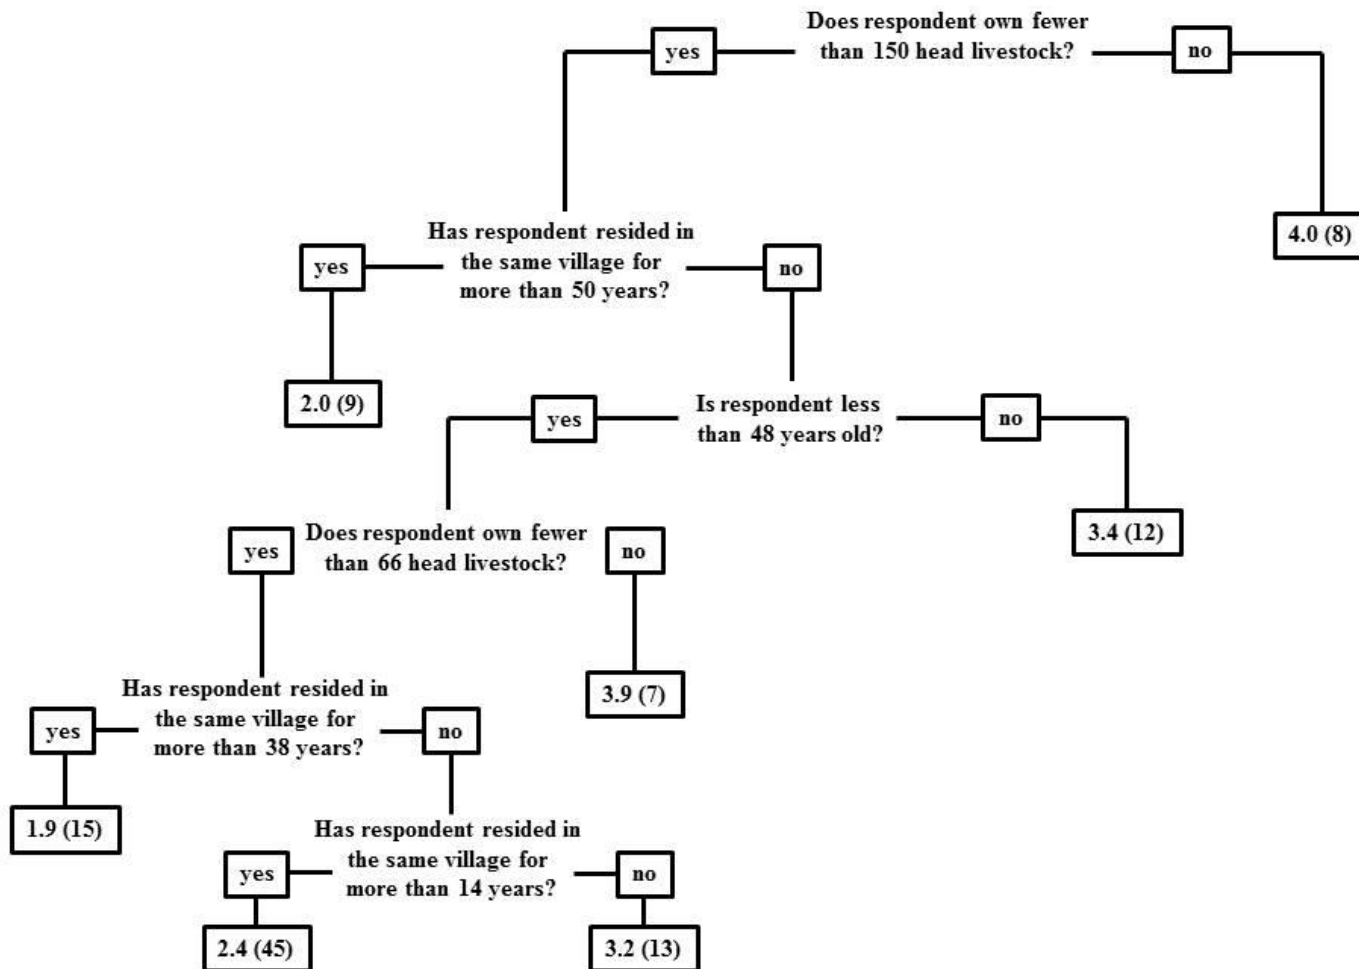 Does respondent own fewer
than 150 head livestock?
yes
no
4.0 (8)
Has respondent resided in
the same village for
more than 50 years?
yes
no
2.0 (9)
Is respondent less
than 48 years old?
yes
no
3.4 (12)
Does respondent own fewer
than 66 head livestock?
yes
no
3.9 (7)
Has respondent resided in
the same village for
more than 38 years?
yes
no
1.9 (15)
Has respondent resided in
the same village for
more than 14 years?
yes
no
2.4 (45)
3.2 (13)